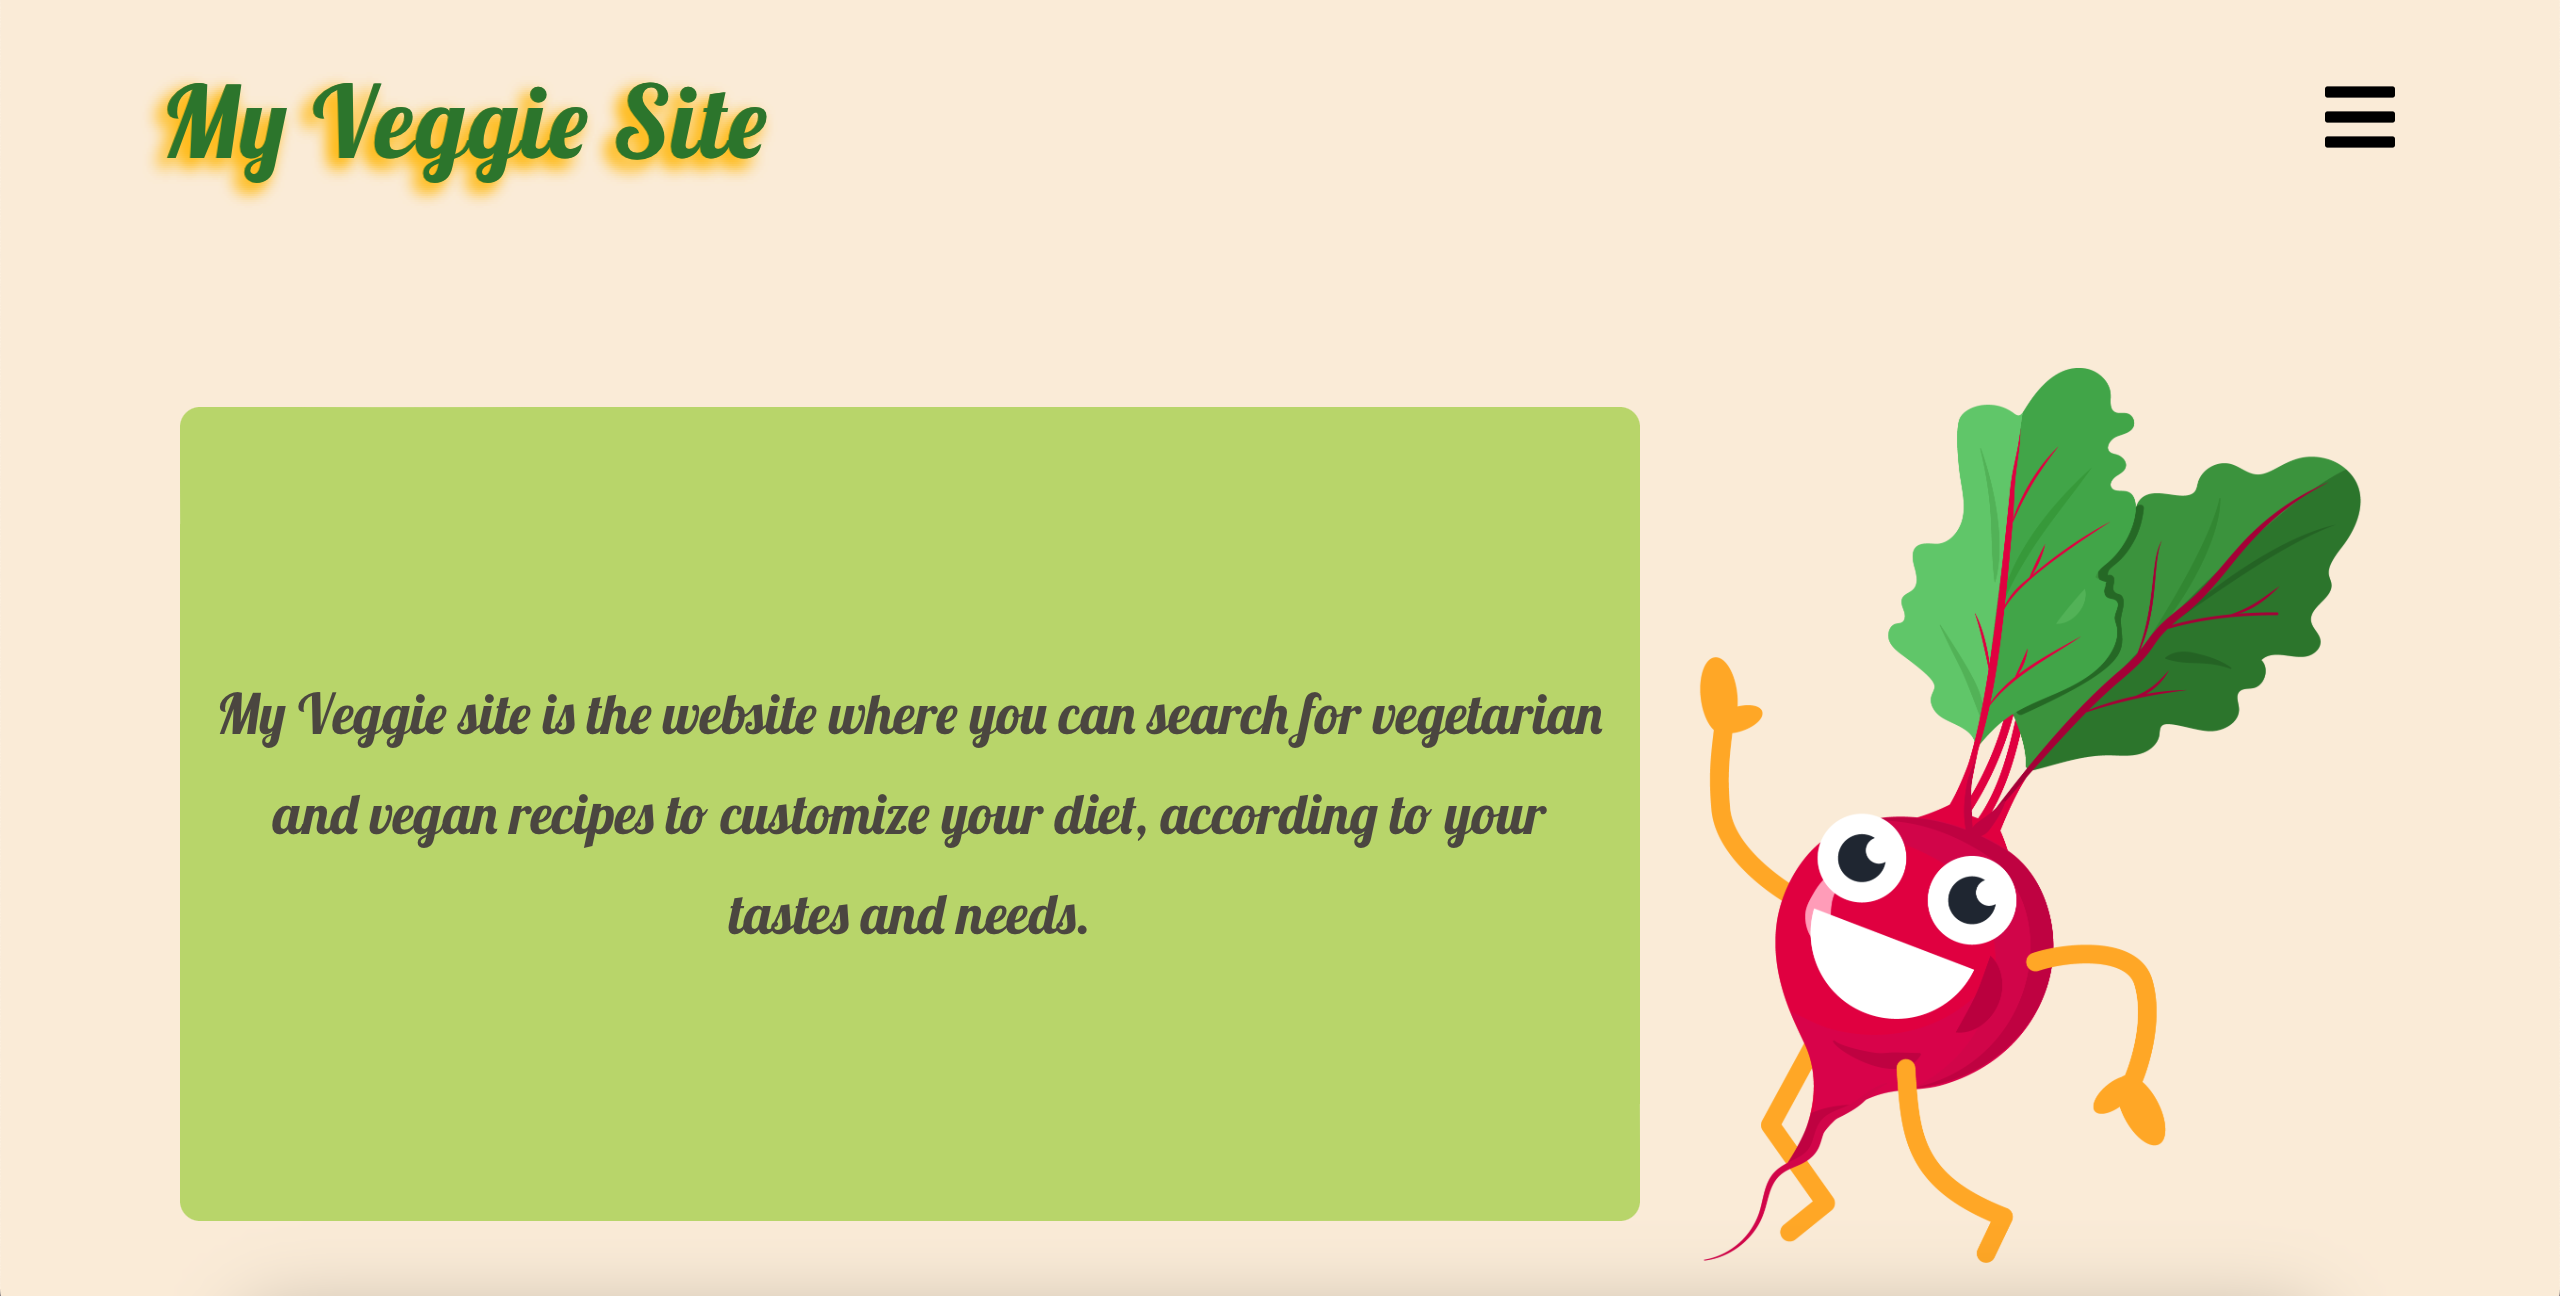 My Veggie Site
My Veggie site is the website where you can search for vegetarian
and vegan recipes to customize your diet, according to your
tastes and needs.